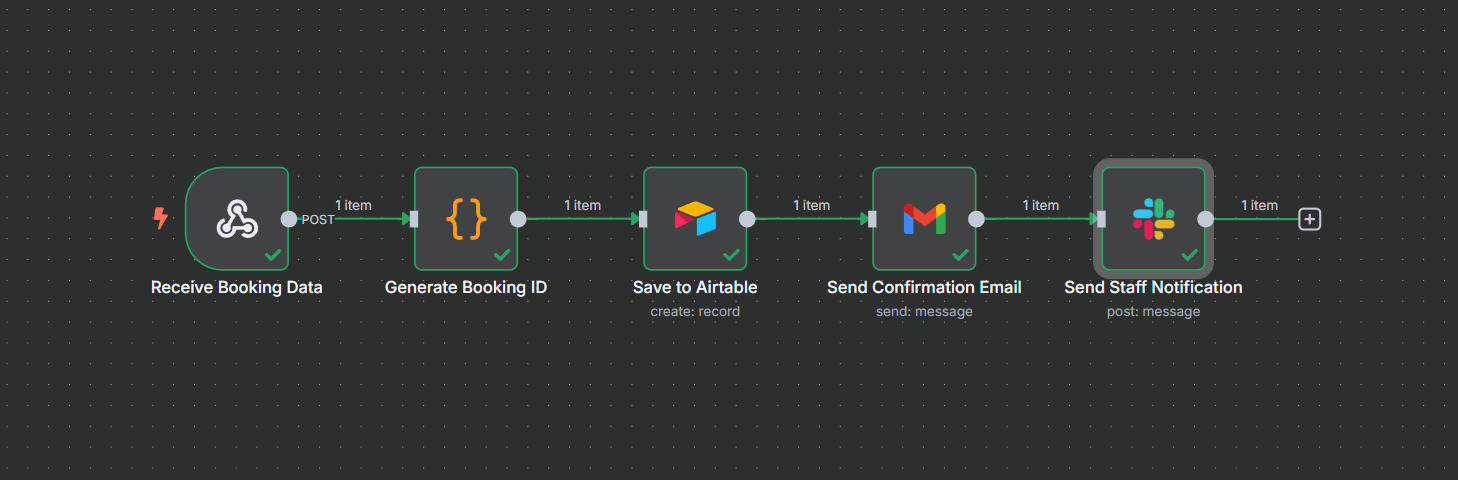 POST
1 item
1 item
1 item
1 item
1 item
Receive Booking Data
Generate Booking ID
Save to Airtable
create: record
Send Confirmation Email
send: message
Send Staff Notification
post: message